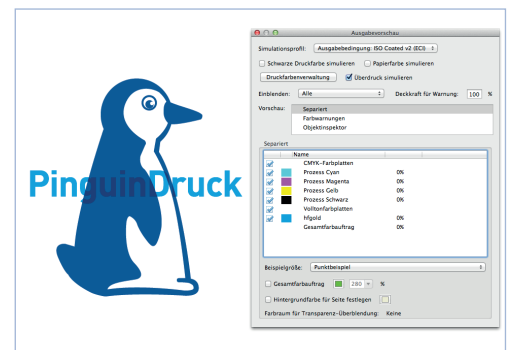 PinguinDruck
Ausgabevorschau
Simulationsprofil: Ausgabebedingung: ISO Coated v2 (ECI)
Schwarze Druckfarbe simulieren Papierfarbe simulieren
Druckfarbenverwaltung Überdruck simulieren
Einblenden: Alle Deckkraft für Warnung: 100 %
Vorschau: Separiert
Farbwarnungen
Objektinspektor
Separiert
Name
CMYK-Farbplatten
Prozess Cyan 0%
Prozess Magenta 0%
Prozess Gelb 0%
Prozess Schwarz 0%
Volltonfarbplatten
hfgold 0%
Gesamtfarbauftrag 0%
Beispielgröße: Punktbeispiel
Gesamtfarbauftrag 280 %
Hintergrundfarbe für Seite festlegen
Farbraum für Transparenz-Überblendung: Keine